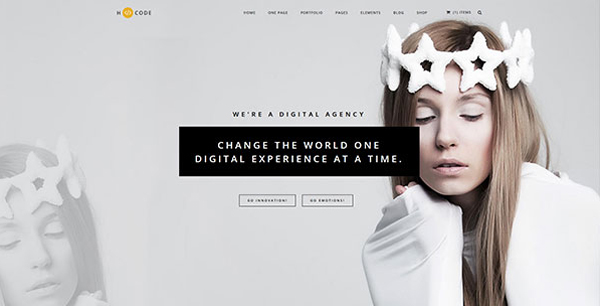 H CODE
HOME ONE PAGE PORTFOLIO PAGES ELEMENTS BLOG SHOP (1) ITEMS
WE'RE A DIGITAL AGENCY
CHANGE THE WORLD ONE
DIGITAL EXPERIENCE AT A TIME.
GO INNOVATION! GO EMOTIONS!